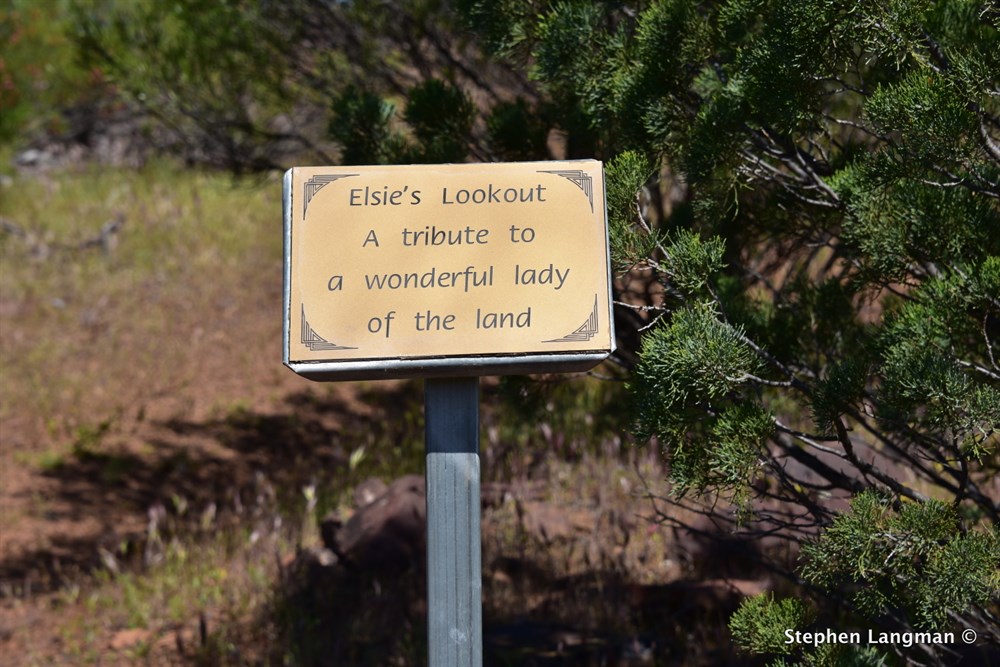 Elsie's Lookout
A tribute to
a wonderful lady
of the land
Stephen Langman ©